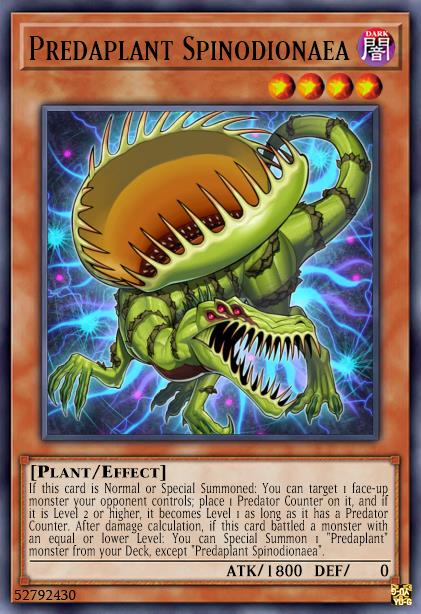 PREDAPLANT SPINODIONAEA
DARK
闇
[PLANT/EFFECT]
If this card is Normal or Special Summoned: You can target 1 face-up
monster your opponent controls; place 1 Predator Counter on it, and if
it is Level 2 or higher, it becomes Level 1 as long as it has a Predator
Counter. After damage calculation, if this card battled a monster with
an equal or lower Level: You can Special Summon 1 "Predaplant"
monster from your Deck, except "Predaplant Spinodionaea".
ATK/1800 DEF/ 0
52792430